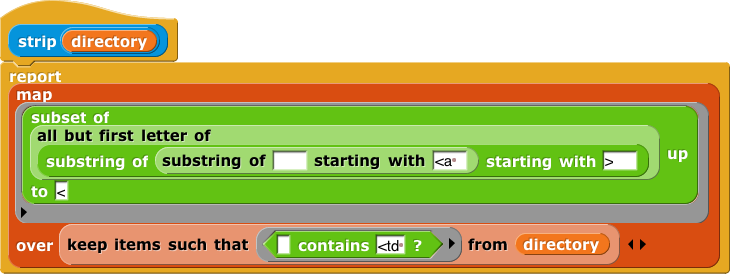 strip directory
report
map
subset of
all but first letter of
substring of substring of starting with <a starting with >
up
to <
over keep items such that contains <td ? from directory